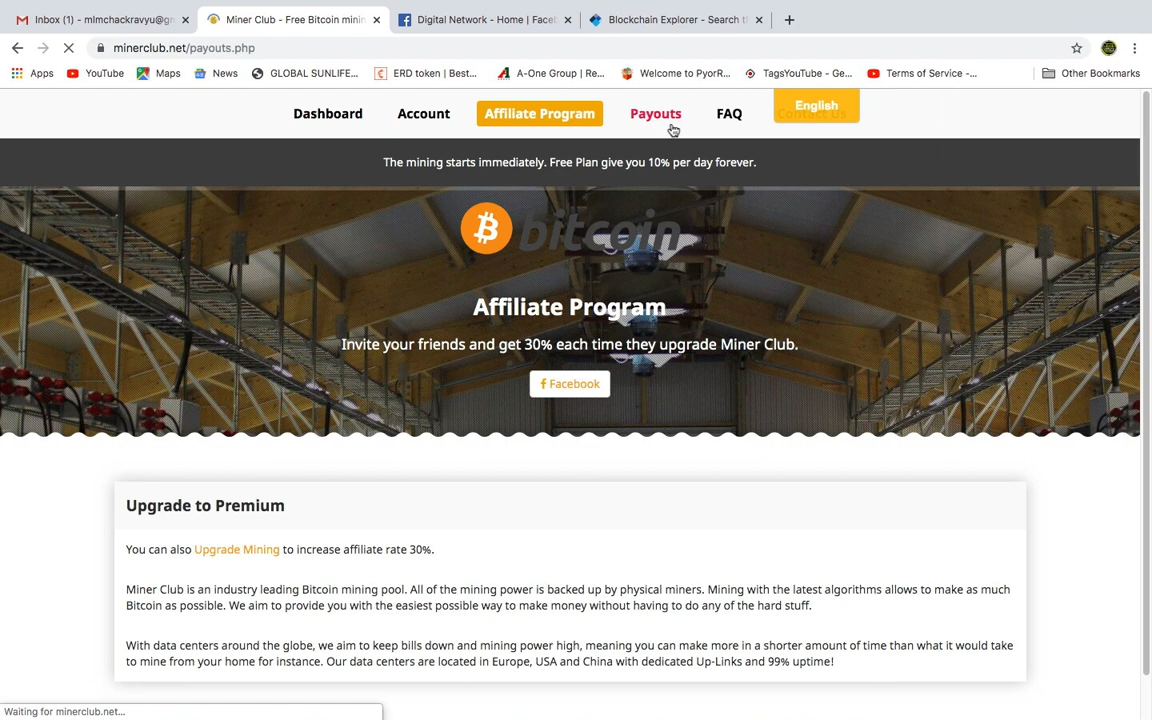 Inbox (1) - mlmchackravyu@gm
Miner Club - Free Bitcoin minin
Digital Network - Home | Faceb
Blockchain Explorer - Search th
minerclub.net/payouts.php
Apps
YouTube
Maps
News
GLOBAL SUNLIFE...
ERD token | Best...
A-One Group | Re...
Welcome to PyorR...
TagsYouTube - Ge...
Terms of Service -...
Other Bookmarks
Dashboard
Account
Affiliate Program
Payouts
FAQ
English
Contact Us
The mining starts immediately. Free Plan give you 10% per day forever.
bitcoin
Affiliate Program
Invite your friends and get 30% each time they upgrade Miner Club.
Facebook
Upgrade to Premium
You can also Upgrade Mining to increase affiliate rate 30%.
Miner Club is an industry leading Bitcoin mining pool. All of the mining power is backed up by physical miners. Mining with the latest algorithms allows to make as much
Bitcoin as possible. We aim to provide you with the easiest possible way to make money without having to do any of the hard stuff.
With data centers around the globe, we aim to keep bills down and mining power high, meaning you can make more in a shorter amount of time than what it would take
to mine from your home for instance. Our data centers are located in Europe, USA and China with dedicated Up-Links and 99% uptime!
Waiting for minerclub.net...